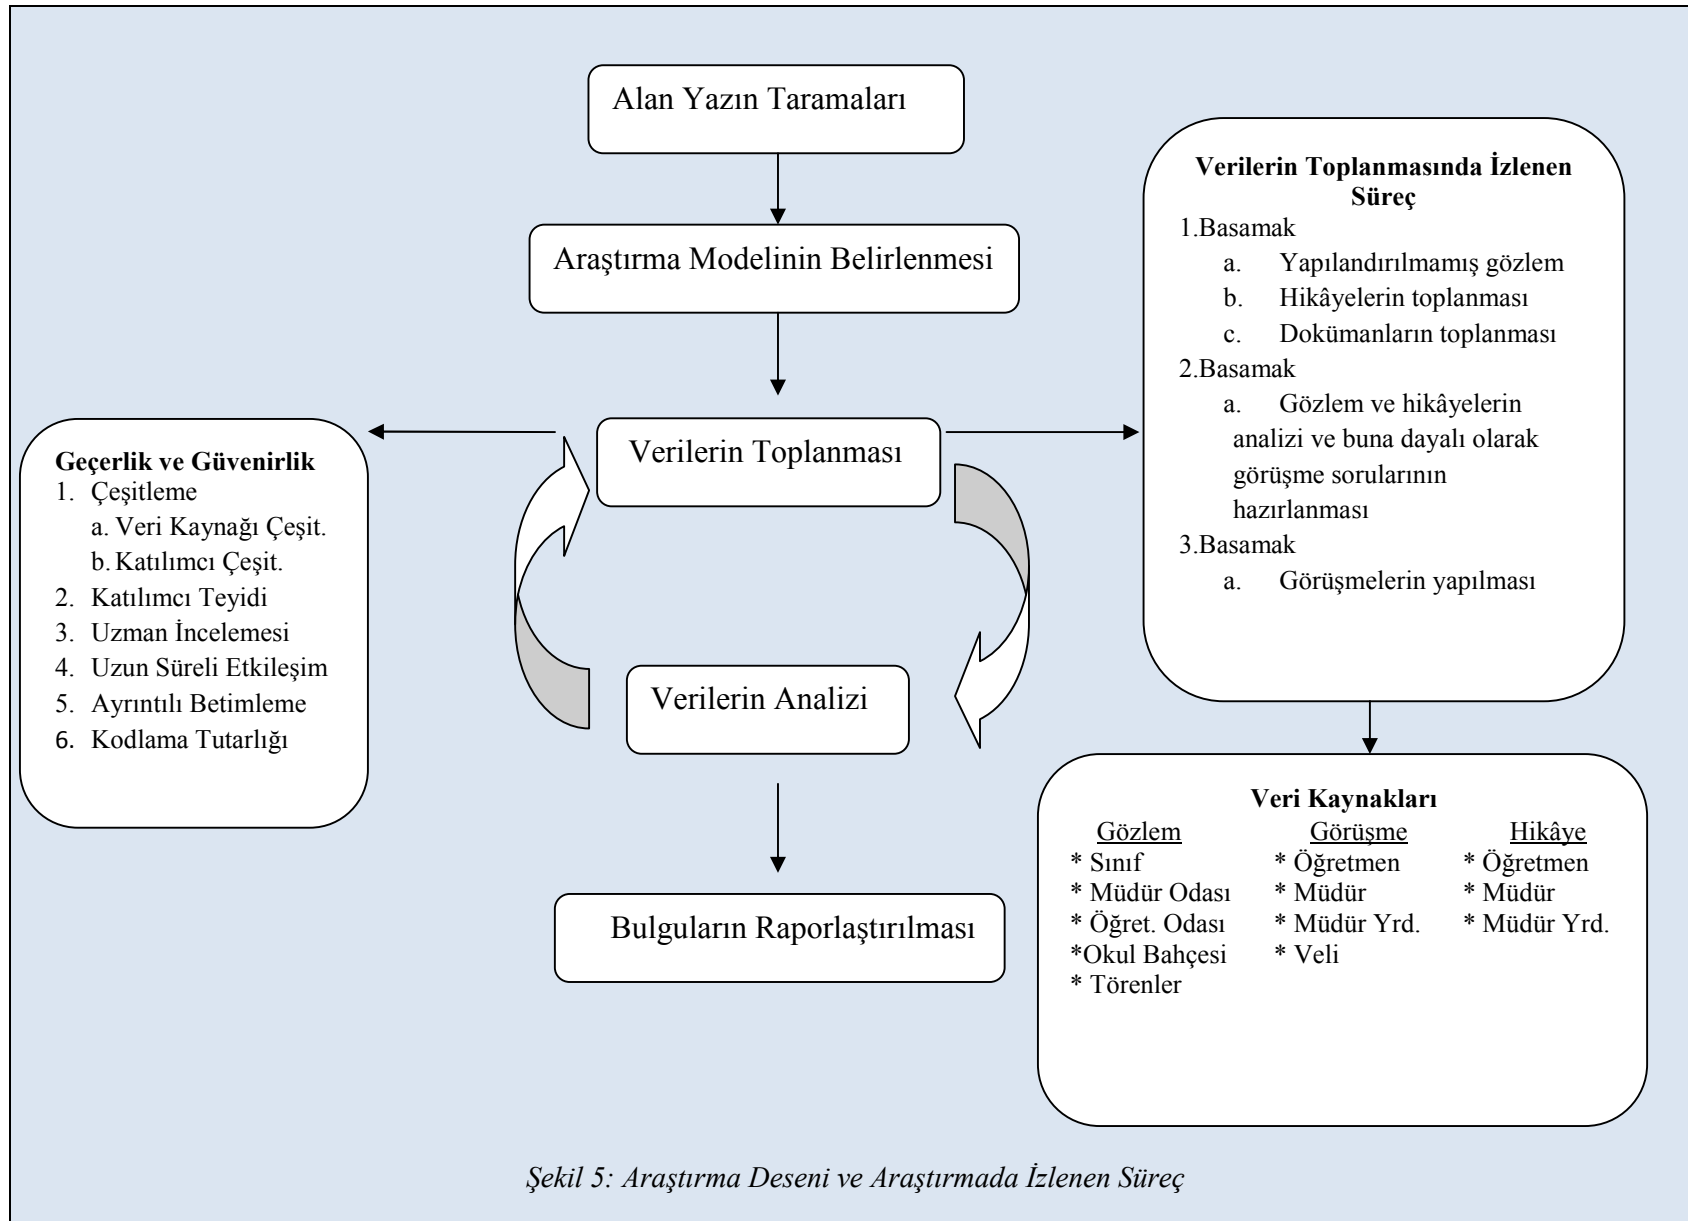 Alan Yazın Taramaları
Araştırma Modelinin Belirlenmesi
Verilerin Toplanması
Verilerin Analizi
Bulguların Raporlaştırılması
Geçerlik ve Güvenirlik
1. Çeşitleme
a. Veri Kaynağı Çeşit.
b. Katılımcı Çeşit.
2. Katılımcı Teyidi
3. Uzman İncelemesi
4. Uzun Süreli Etkileşim
5. Ayrıntılı Betimleme
6. Kodlama Tutarlığı
Verilerin Toplanmasında İzlenen
Süreç
1.Basamak
a. Yapılandırılmamış gözlem
b. Hikâyelerin toplanması
c. Dokümanların toplanması
2.Basamak
a. Gözlem ve hikâyelerin
analizi ve buna dayalı olarak
görüşme sorularının
hazırlanması
3.Basamak
a. Görüşmelerin yapılması
Veri Kaynakları
Gözlem Görüşme Hikâye
* Sınıf * Öğretmen * Öğretmen
* Müdür Odası * Müdür * Müdür
* Öğret. Odası * Müdür Yrd. * Müdür Yrd.
*Okul Bahçesi * Veli
* Törenler
Şekil 5: Araştırma Deseni ve Araştırmada İzlenen Süreç